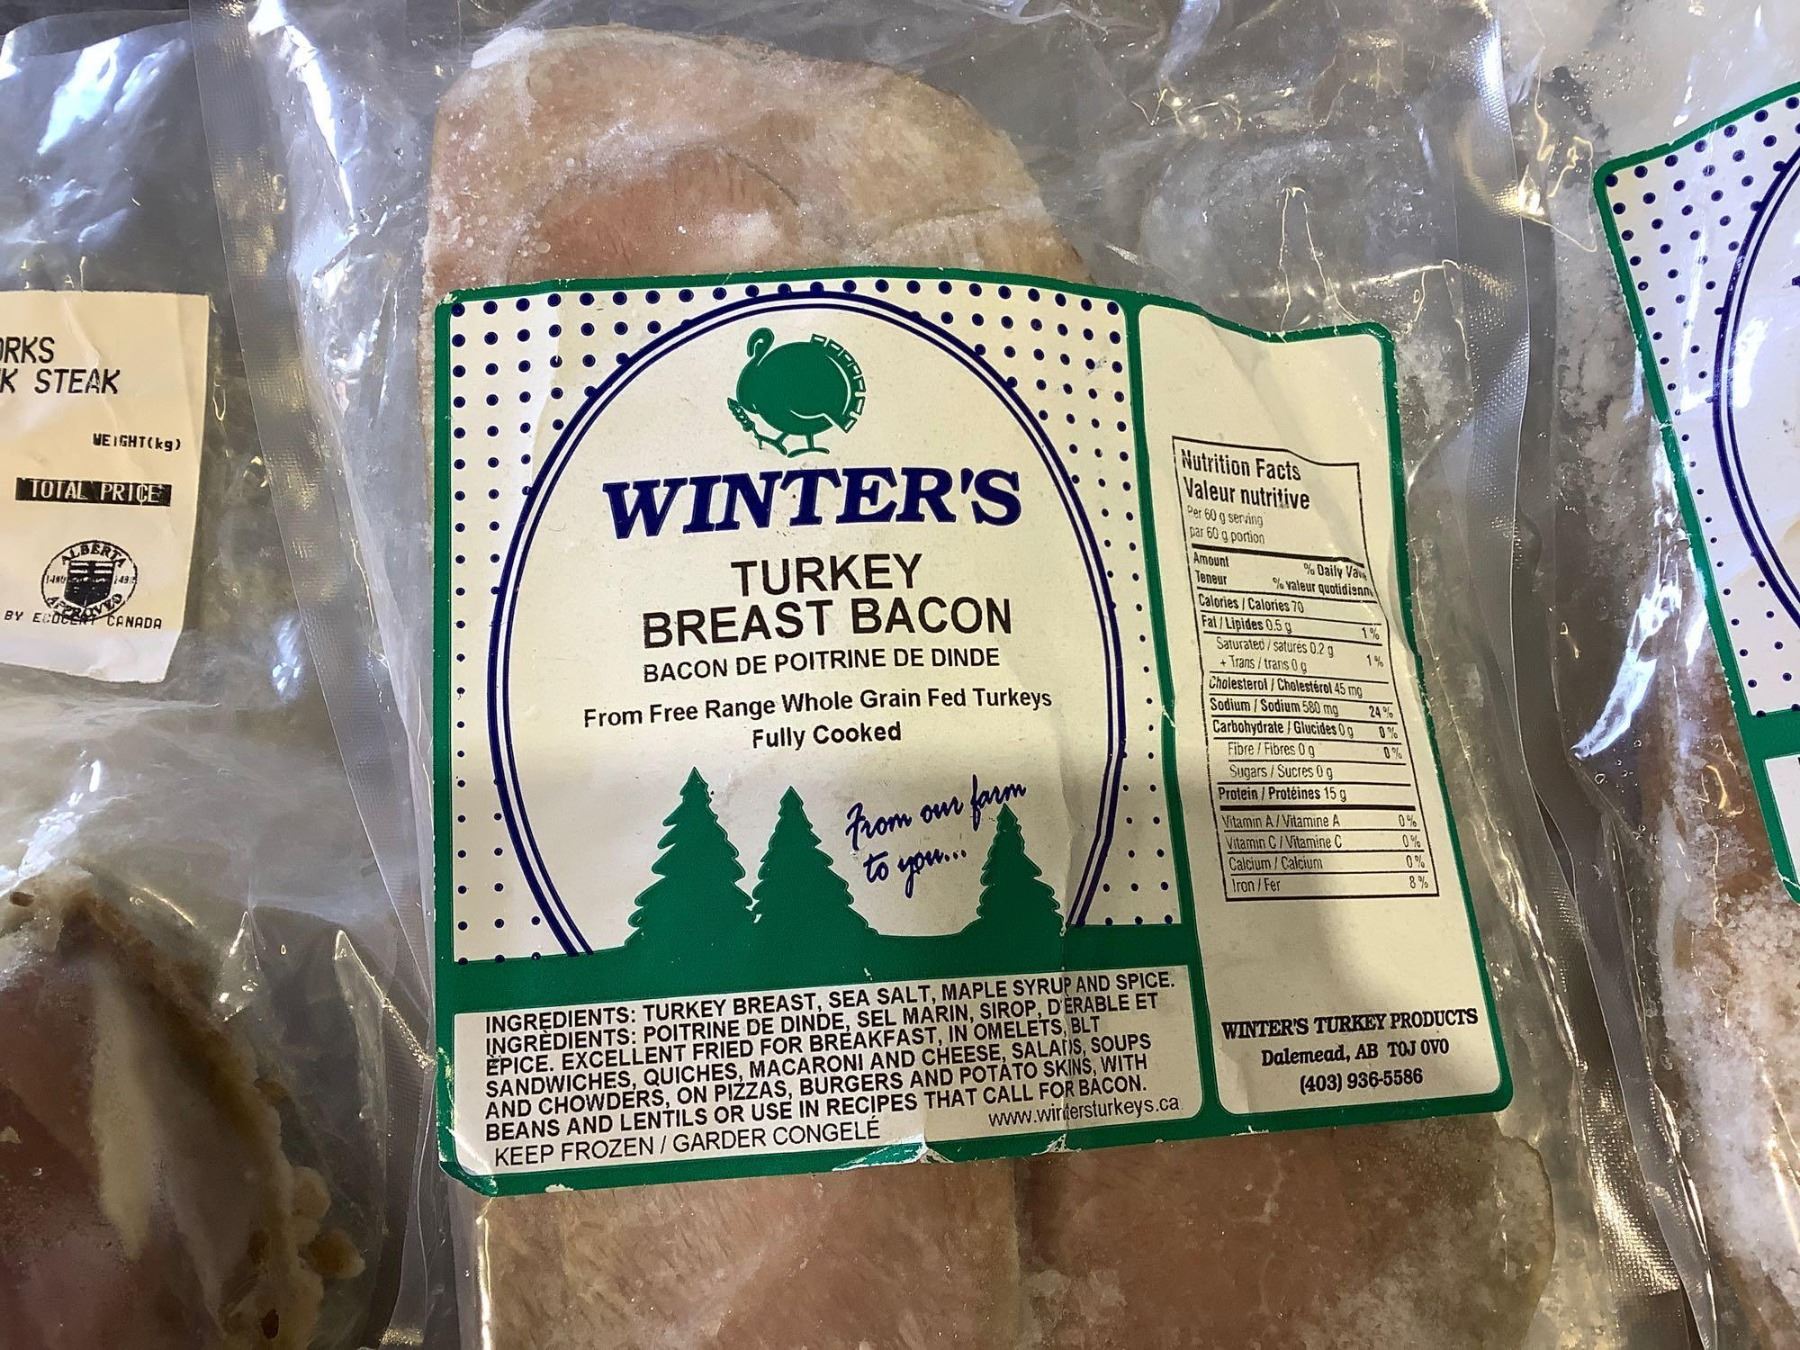 K STEAK
WEIGHT(kg)
TOTAL PRICE
ALBERTA
APPROVED
BY ECOCERT CANADA
WINTER'S
TURKEY
BREAST BACON
BACON DE POITRINE DE DINDE
From Free Range Whole Grain Fed Turkeys
Fully Cooked
From our farm
to you...
INGREDIENTS: TURKEY BREAST, SEA SALT, MAPLE SYRUP AND SPICE.
INGRÉDIENTS: POITRINE DE DINDE, SEL MARIN, SIROP, D'ÉRABLE ET
ÉPICE. EXCELLENT FRIED FOR BREAKFAST, IN OMELETS, BLT
SANDWICHES, QUICHES, MACARONI AND CHEESE, SALADS, SOUPS
AND CHOWDERS, ON PIZZAS, BURGERS AND POTATO SKINS, WITH
BEANS AND LENTILS OR USE IN RECIPES THAT CALL FOR BACON.
KEEP FROZEN / GARDER CONGELÉ
www.wintersturkeys.ca
Nutrition Facts
Valeur nutritive
Per 60 g serving
par 60 g portion
Amount % Daily
Teneur % valeur
Calories / Calories 70
Fat / Lipides 0.5 g 1 %
Saturated / saturés 0.2 g
+ Trans / trans 0 g 1 %
Cholesterol / Cholestérol 45 mg
Sodium / Sodium 580 mg 24 %
Carbohydrate / Glucides 0 g 0 %
Fibre / Fibres 0 g 0 %
Sugars / Sucres 0 g
Protein / Protéines 15 g
Vitamin A / Vitamine A 0 %
Vitamin C / Vitamine C 0 %
Calcium / Calcium 0 %
Iron / Fer 8 %
WINTER'S TURKEY PRODUCTS
Dalemead, AB T0J 0V0
(403) 936-5586